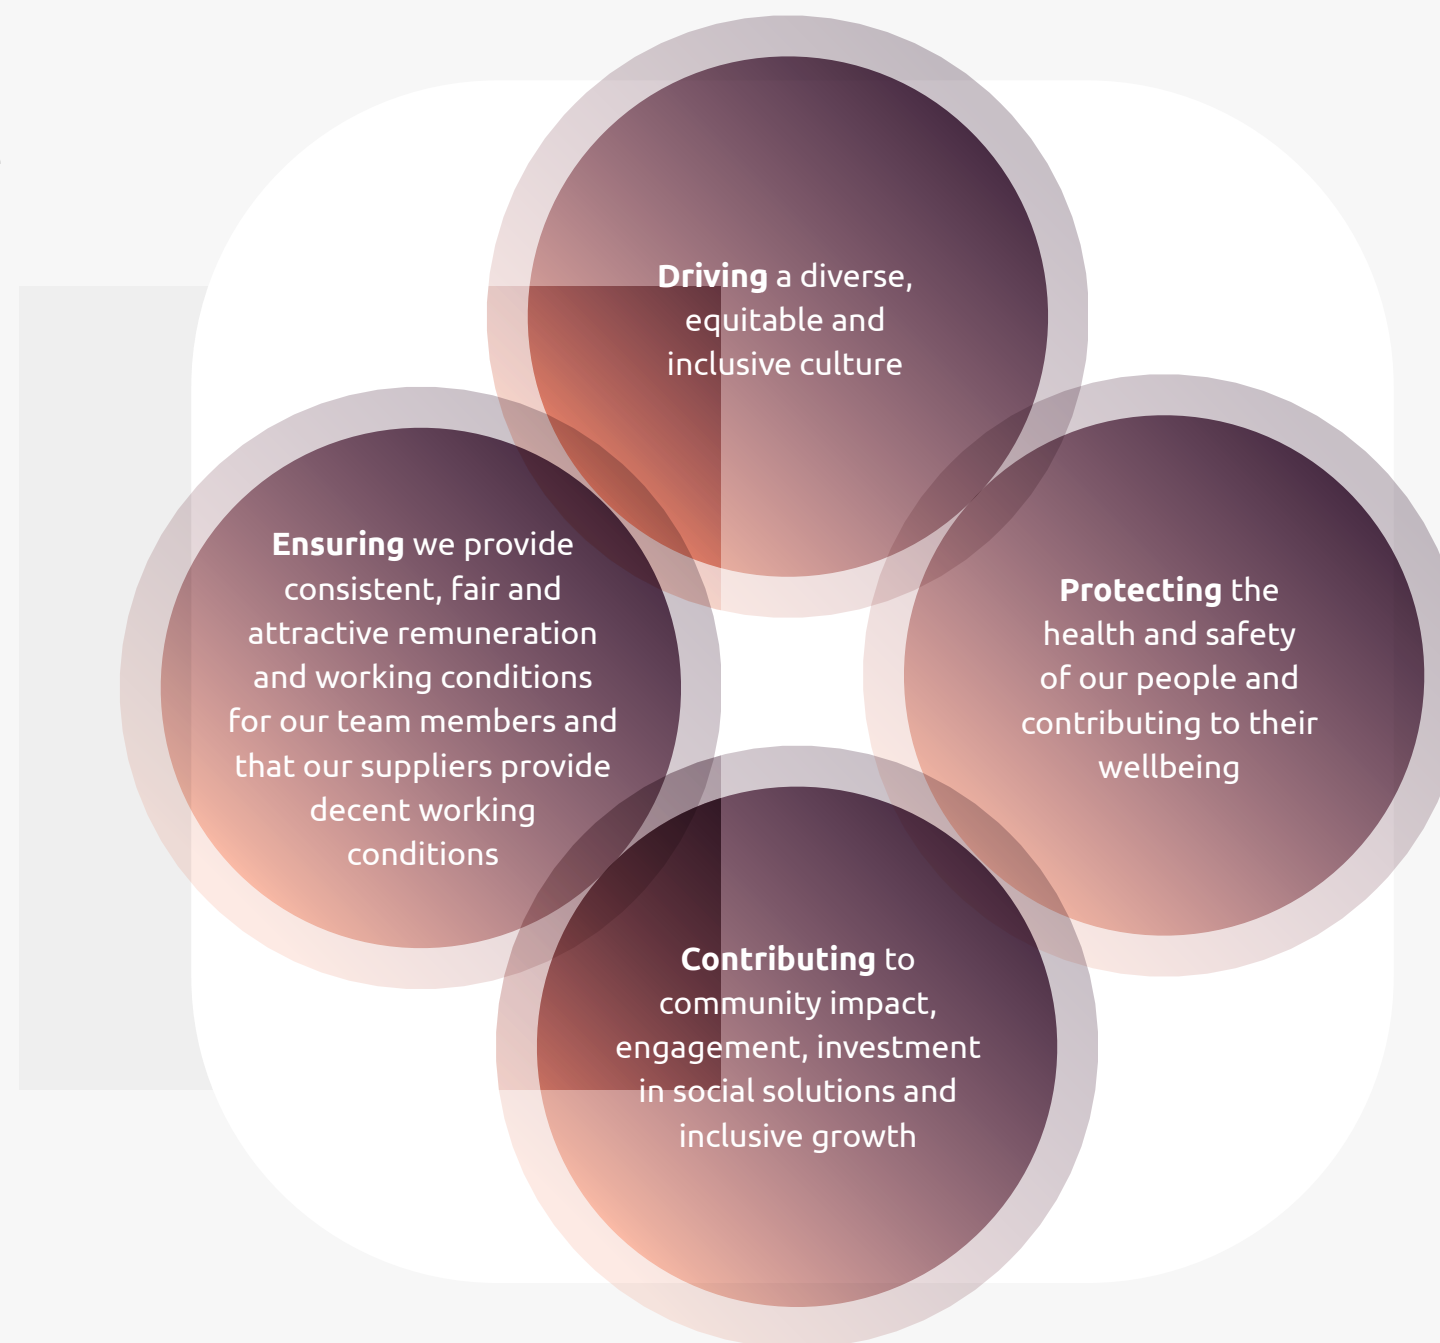 Driving a diverse,
equitable and
inclusive culture
Ensuring we provide
consistent, fair and
attractive remuneration
and working conditions
for our team members and
that our suppliers provide
decent working
conditions
Protecting the
health and safety
of our people and
contributing to their
wellbeing
Contributing to
community impact,
engagement, investment
in social solutions and
inclusive growth